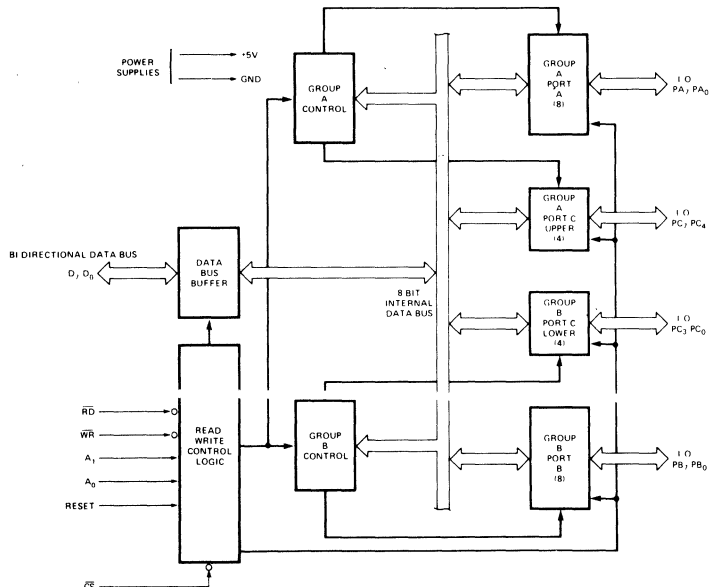 POWER
SUPPLIES
+5V
GND
GROUP
A
CONTROL
GROUP
A
PORT
A
(8)
I O
PA7 PA0
GROUP
A
PORT C
UPPER
(4)
I O
PC7 PC4
BI DIRECTIONAL DATA BUS
D7 D0
DATA
BUS
BUFFER
8 BIT
INTERNAL
DATA BUS
GROUP
B
PORT C
LOWER
(4)
I O
PC3 PC0
RD
WR
A1
A0
RESET
CS
READ
WRITE
CONTROL
LOGIC
GROUP
B
CONTROL
GROUP
B
PORT
B
(8)
I O
PB7 PB0